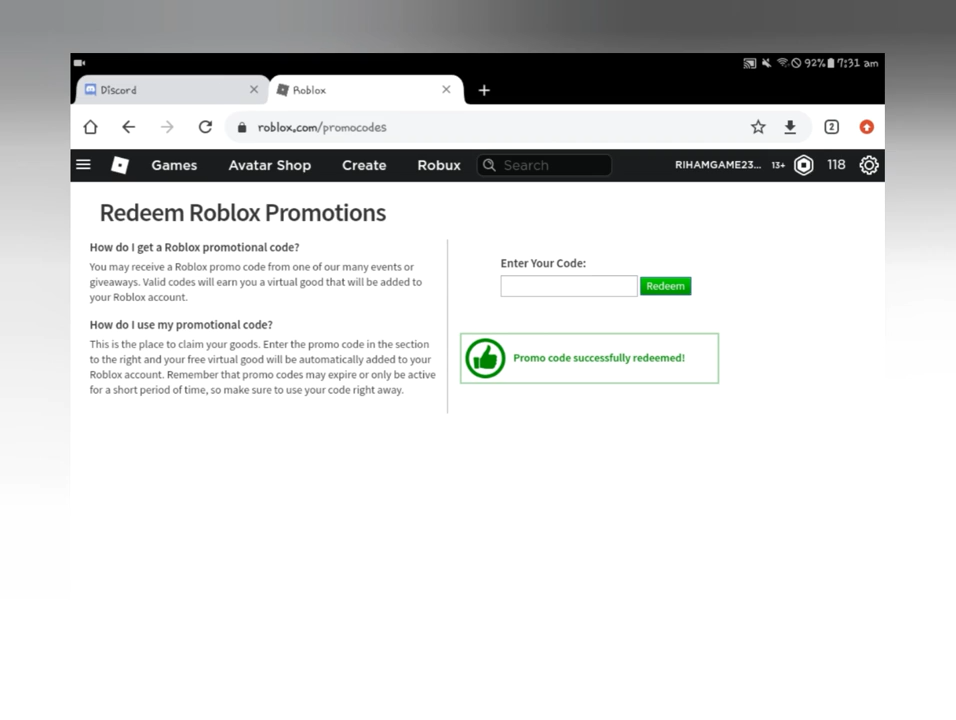 92% 7:31 am
Discord
Roblox
roblox.com/promocodes
2
Games Avatar Shop Create Robux Search RIHAMGAME23... 13+ 118
Redeem Roblox Promotions
How do I get a Roblox promotional code?
You may receive a Roblox promo code from one of our many events or
giveaways. Valid codes will earn you a virtual good that will be added to
your Roblox account.
How do I use my promotional code?
This is the place to claim your goods. Enter the promo code in the section
to the right and your free virtual good will be automatically added to your
Roblox account. Remember that promo codes may expire or only be active
for a short period of time, so make sure to use your code right away.
Enter Your Code:
Redeem
Promo code successfully redeemed!